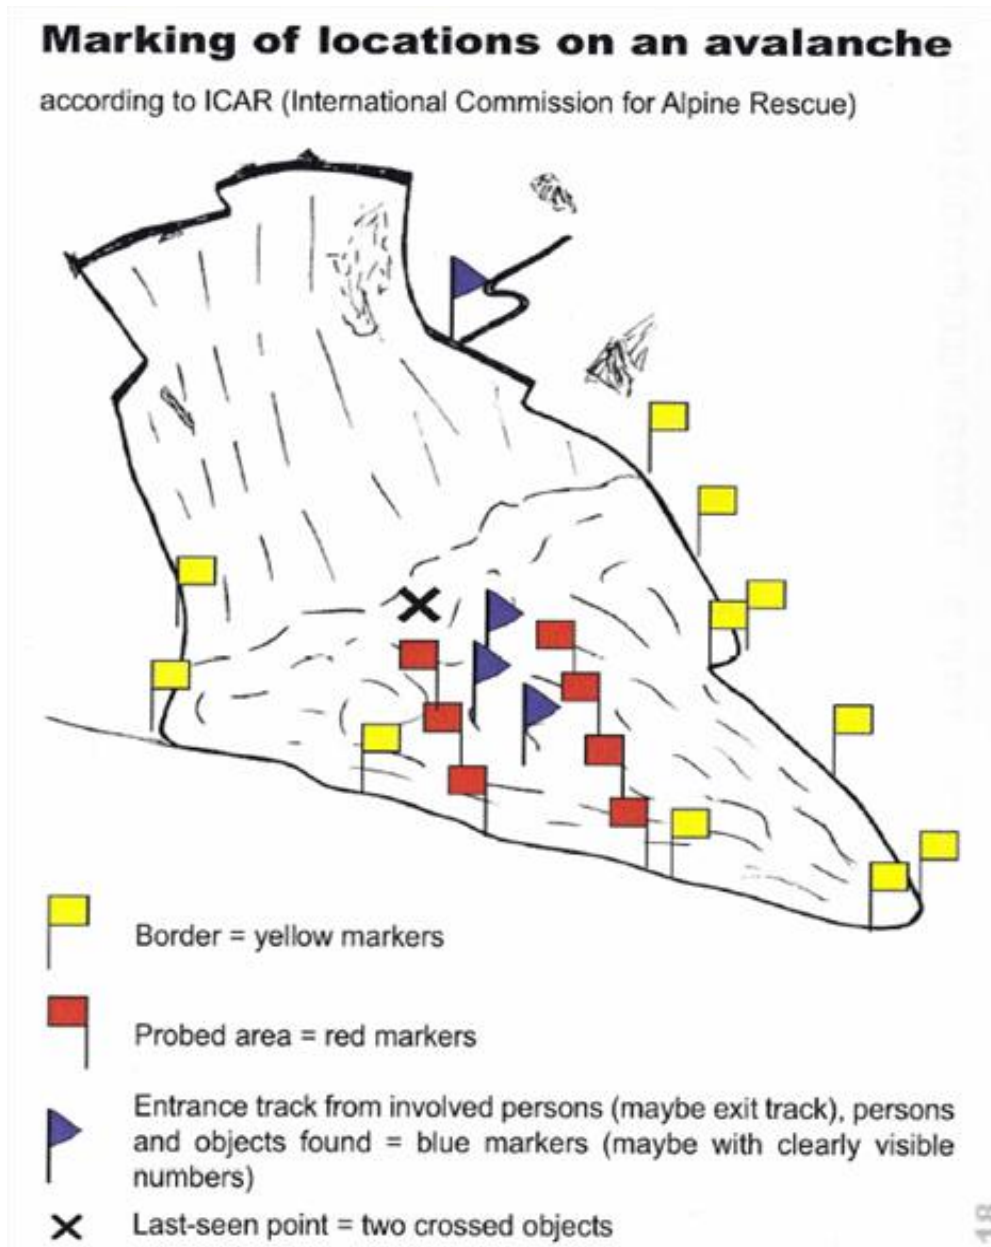 Marking of locations on an avalanche
according to ICAR (International Commission for Alpine Rescue)
Border = yellow markers
Probed area = red markers
Entrance track from involved persons (maybe exit track), persons
and objects found = blue markers (maybe with clearly visible
numbers)
Last-seen point = two crossed objects
18